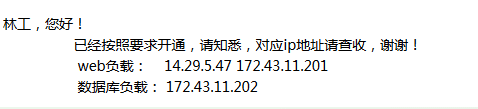 林工，您好！
已经按照要求开通，请知悉，对应ip地址请查收，谢谢！
web负载： 14.29.5.47 172.43.11.201
数据库负载： 172.43.11.202